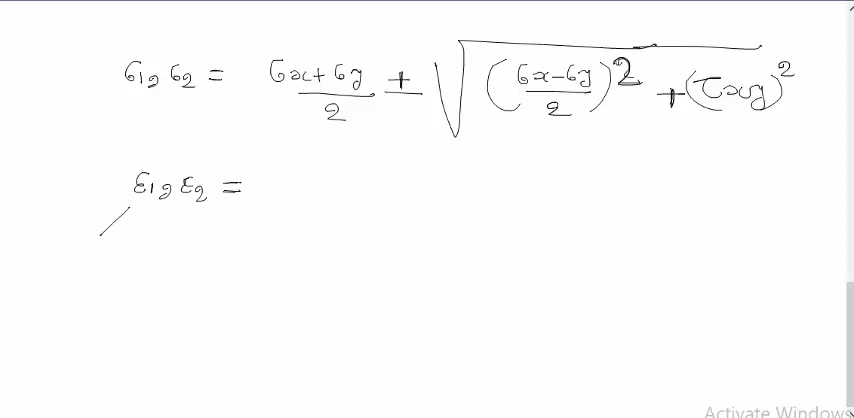 σ1, σ2 = (σx + σy)/2 ± √(((σx − σy)/2)² + (τxy)²)
ε1, ε2 =
Activate Windows